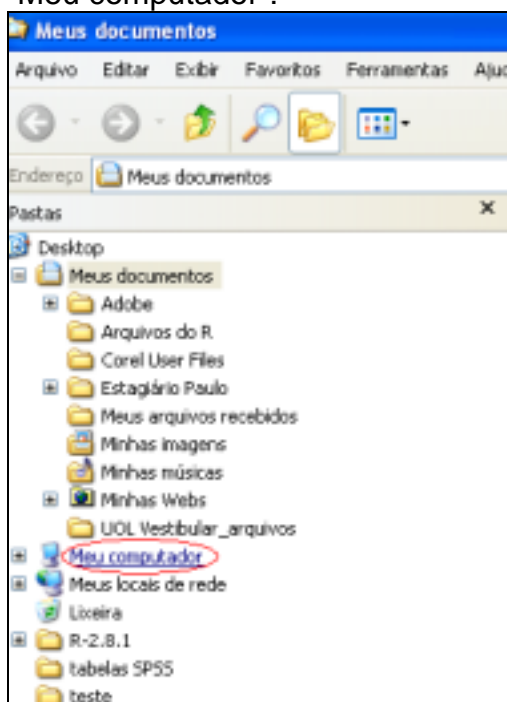 "Meu computador".
Meus documentos
Arquivo Editar Exibir Favoritos Ferramentas Ajuc
Endereço Meus documentos
Pastas
Desktop
Meus documentos
Adobe
Arquivos do R
Corel User Files
Estagiário Paulo
Meus arquivos recebidos
Minhas imagens
Minhas músicas
Minhas Webs
UOL Vestibular_arquivos
Meu computador
Meus locais de rede
Lixeira
R-2.8.1
tabelas SPSS
teste